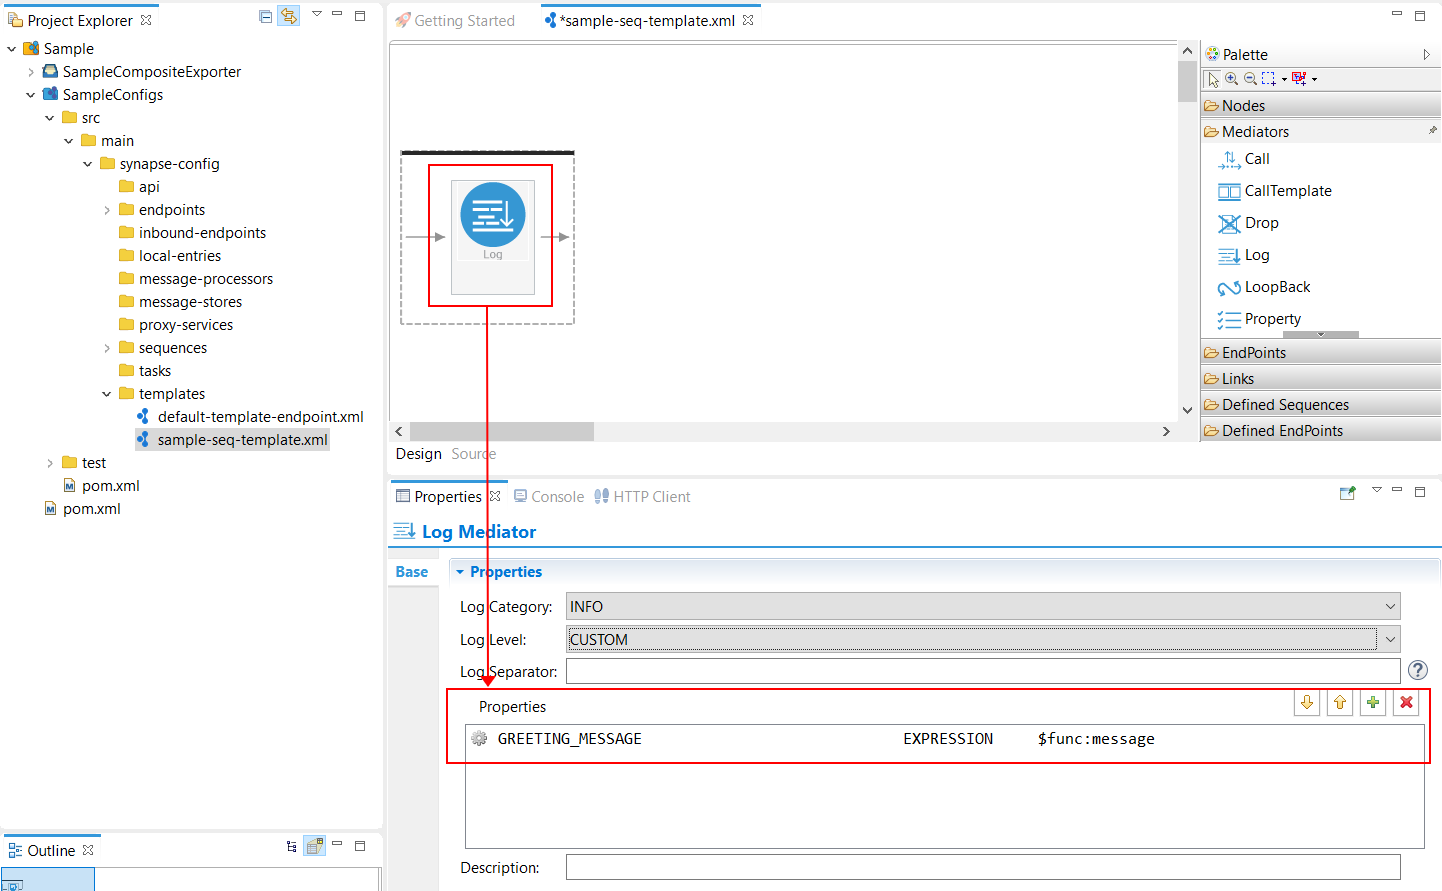 Project Explorer
Sample
SampleCompositeExporter
SampleConfigs
src
main
synapse-config
api
endpoints
inbound-endpoints
local-entries
message-processors
message-stores
proxy-services
sequences
tasks
templates
default-template-endpoint.xml
sample-seq-template.xml
test
pom.xml
pom.xml
Outline
Getting Started
*sample-seq-template.xml
Log
Design Source
Palette
Nodes
Mediators
Call
CallTemplate
Drop
Log
LoopBack
Property
EndPoints
Links
Defined Sequences
Defined EndPoints
Properties Console HTTP Client
Log Mediator
Base
Properties
Log Category: INFO
Log Level: CUSTOM
Log Separator:
Properties
GREETING_MESSAGE EXPRESSION $func:message
Description: